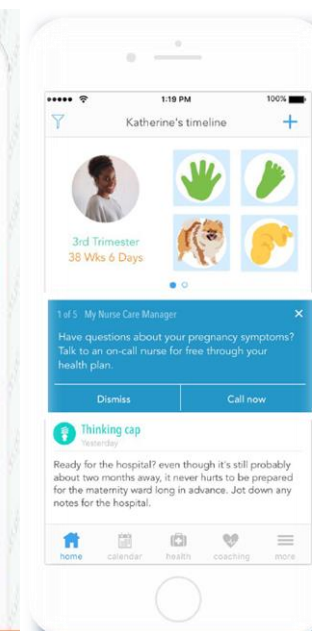 1:19 PM
100%
Katherine's timeline
3rd Trimester
38 Wks 6 Days
1 of 5 My Nurse Care Manager
Have questions about your pregnancy symptoms?
Talk to an on-call nurse for free through your
health plan.
Dismiss
Call now
Thinking cap
Yesterday
Ready for the hospital? even though it's still probably
about two months away, it never hurts to be prepared
for the maternity ward long in advance. Jot down any
notes for the hospital.
home
calendar
health
coaching
more